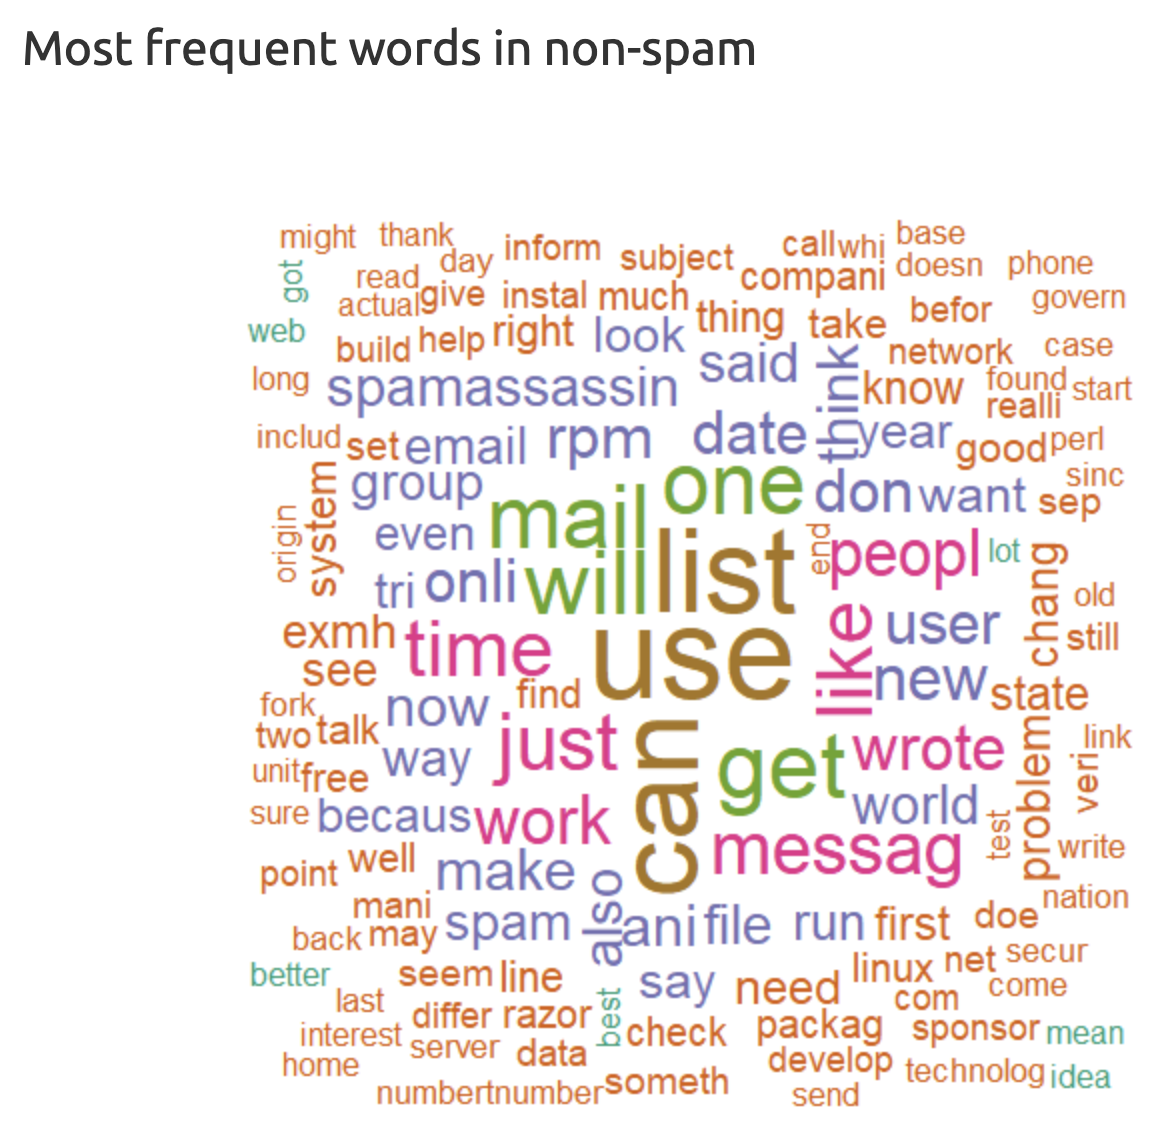 Most frequent words in non-spam
might thank inform subject call whi base
got read day compani doesn phone
actual give instal much thing take befor govern
web build help right look said think network case
long spamassassin know found start
realli
includ set email rpm date year good perl
system group mail one don want sinc
sep
origin even will list end peopl lot chang
tri onli old
exmh time use like user still
see find new state
fork now just can get wrote problem link
two talk way veri
unit free world
sure becaus work messag test write
point well make also nation
mani spam ani file run first doe
back may linux net secur
better seem line say need com come
last differ razor best check packag sponsor mean
interest server data develop technolog idea
home numbertnumber someth send